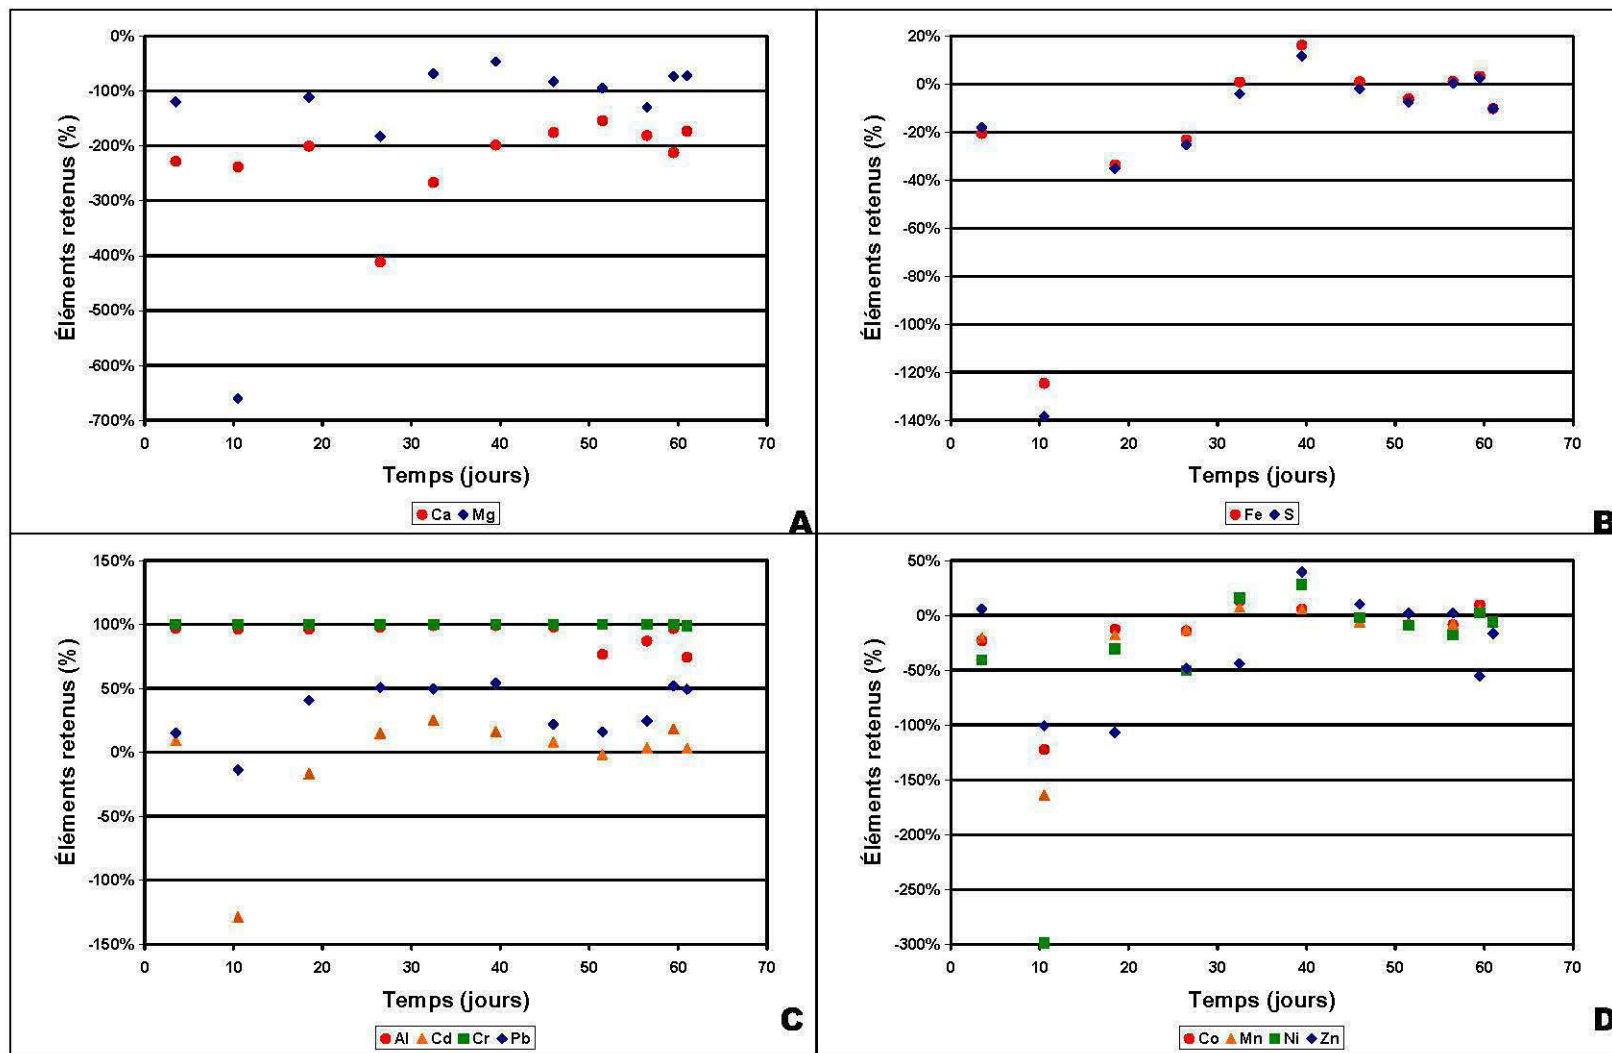 0%
-100%
-200%
-300%
-400%
-500%
-600%
-700%
Éléments retenus (%)
0 10 20 30 40 50 60 70
Temps (jours)
Ca Mg
A
20%
0%
-20%
-40%
-60%
-80%
-100%
-120%
-140%
Éléments retenus (%)
0 10 20 30 40 50 60 70
Temps (jours)
Fe S
B
150%
100%
50%
0%
-50%
-100%
-150%
Éléments retenus (%)
0 10 20 30 40 50 60 70
Temps (jours)
Al Cd Cr Pb
C
50%
0%
-50%
-100%
-150%
-200%
-250%
-300%
Éléments retenus (%)
0 10 20 30 40 50 60 70
Temps (jours)
Co Mn Ni Zn
D